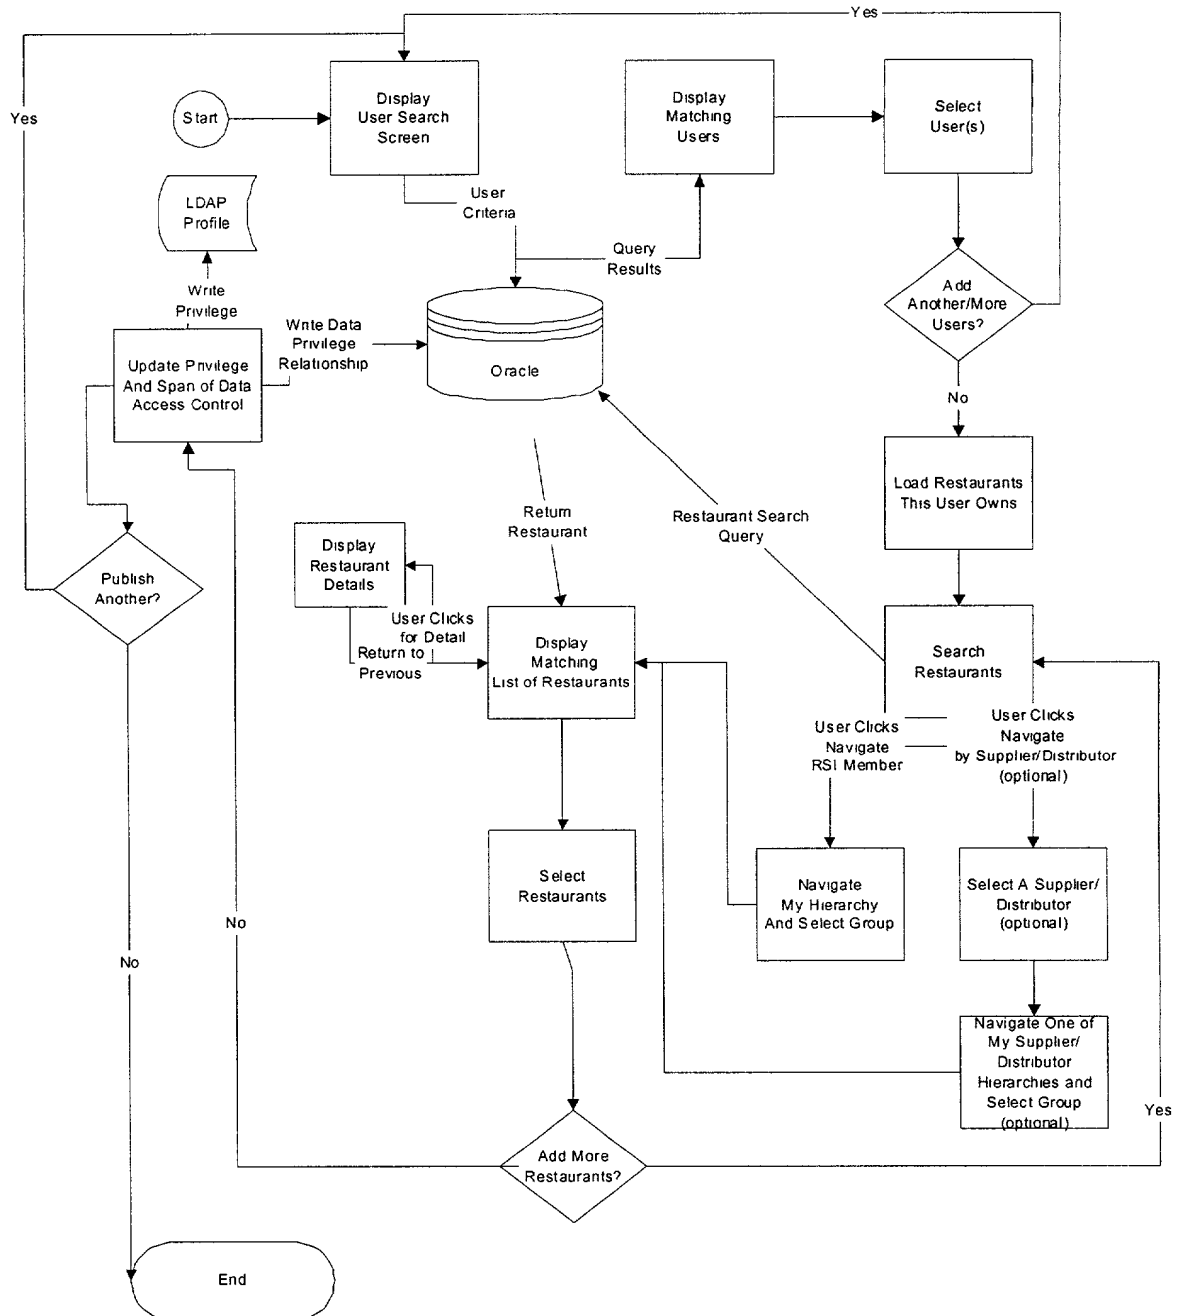 Yes
Yes
Start
Display
User Search
Screen
Display
Matching
Users
Select
User(s)
LDAP
Profile
User
Criteria
Query
Results
Write
Privilege
Add
Another/More
Users?
Write Data
Privilege
Relationship
Update Privilege
And Span of Data
Access Control
Oracle
No
Load Restaurants
This User Owns
Return
Restaurant
Restaurant Search
Query
Display
Restaurant
Details
Publish
Another?
User Clicks
for Detail
Return to
Previous
Display
Matching
List of Restaurants
Search
Restaurants
User Clicks
Navigate
RSI Member
User Clicks
Navigate
by Supplier/Distributor
(optional)
Select
Restaurants
Navigate
My Hierarchy
And Select Group
Select A Supplier/
Distributor
(optional)
No
No
Navigate One of
My Supplier/
Distributor
Hierarchies and
Select Group
(optional)
Yes
Add More
Restaurants?
End